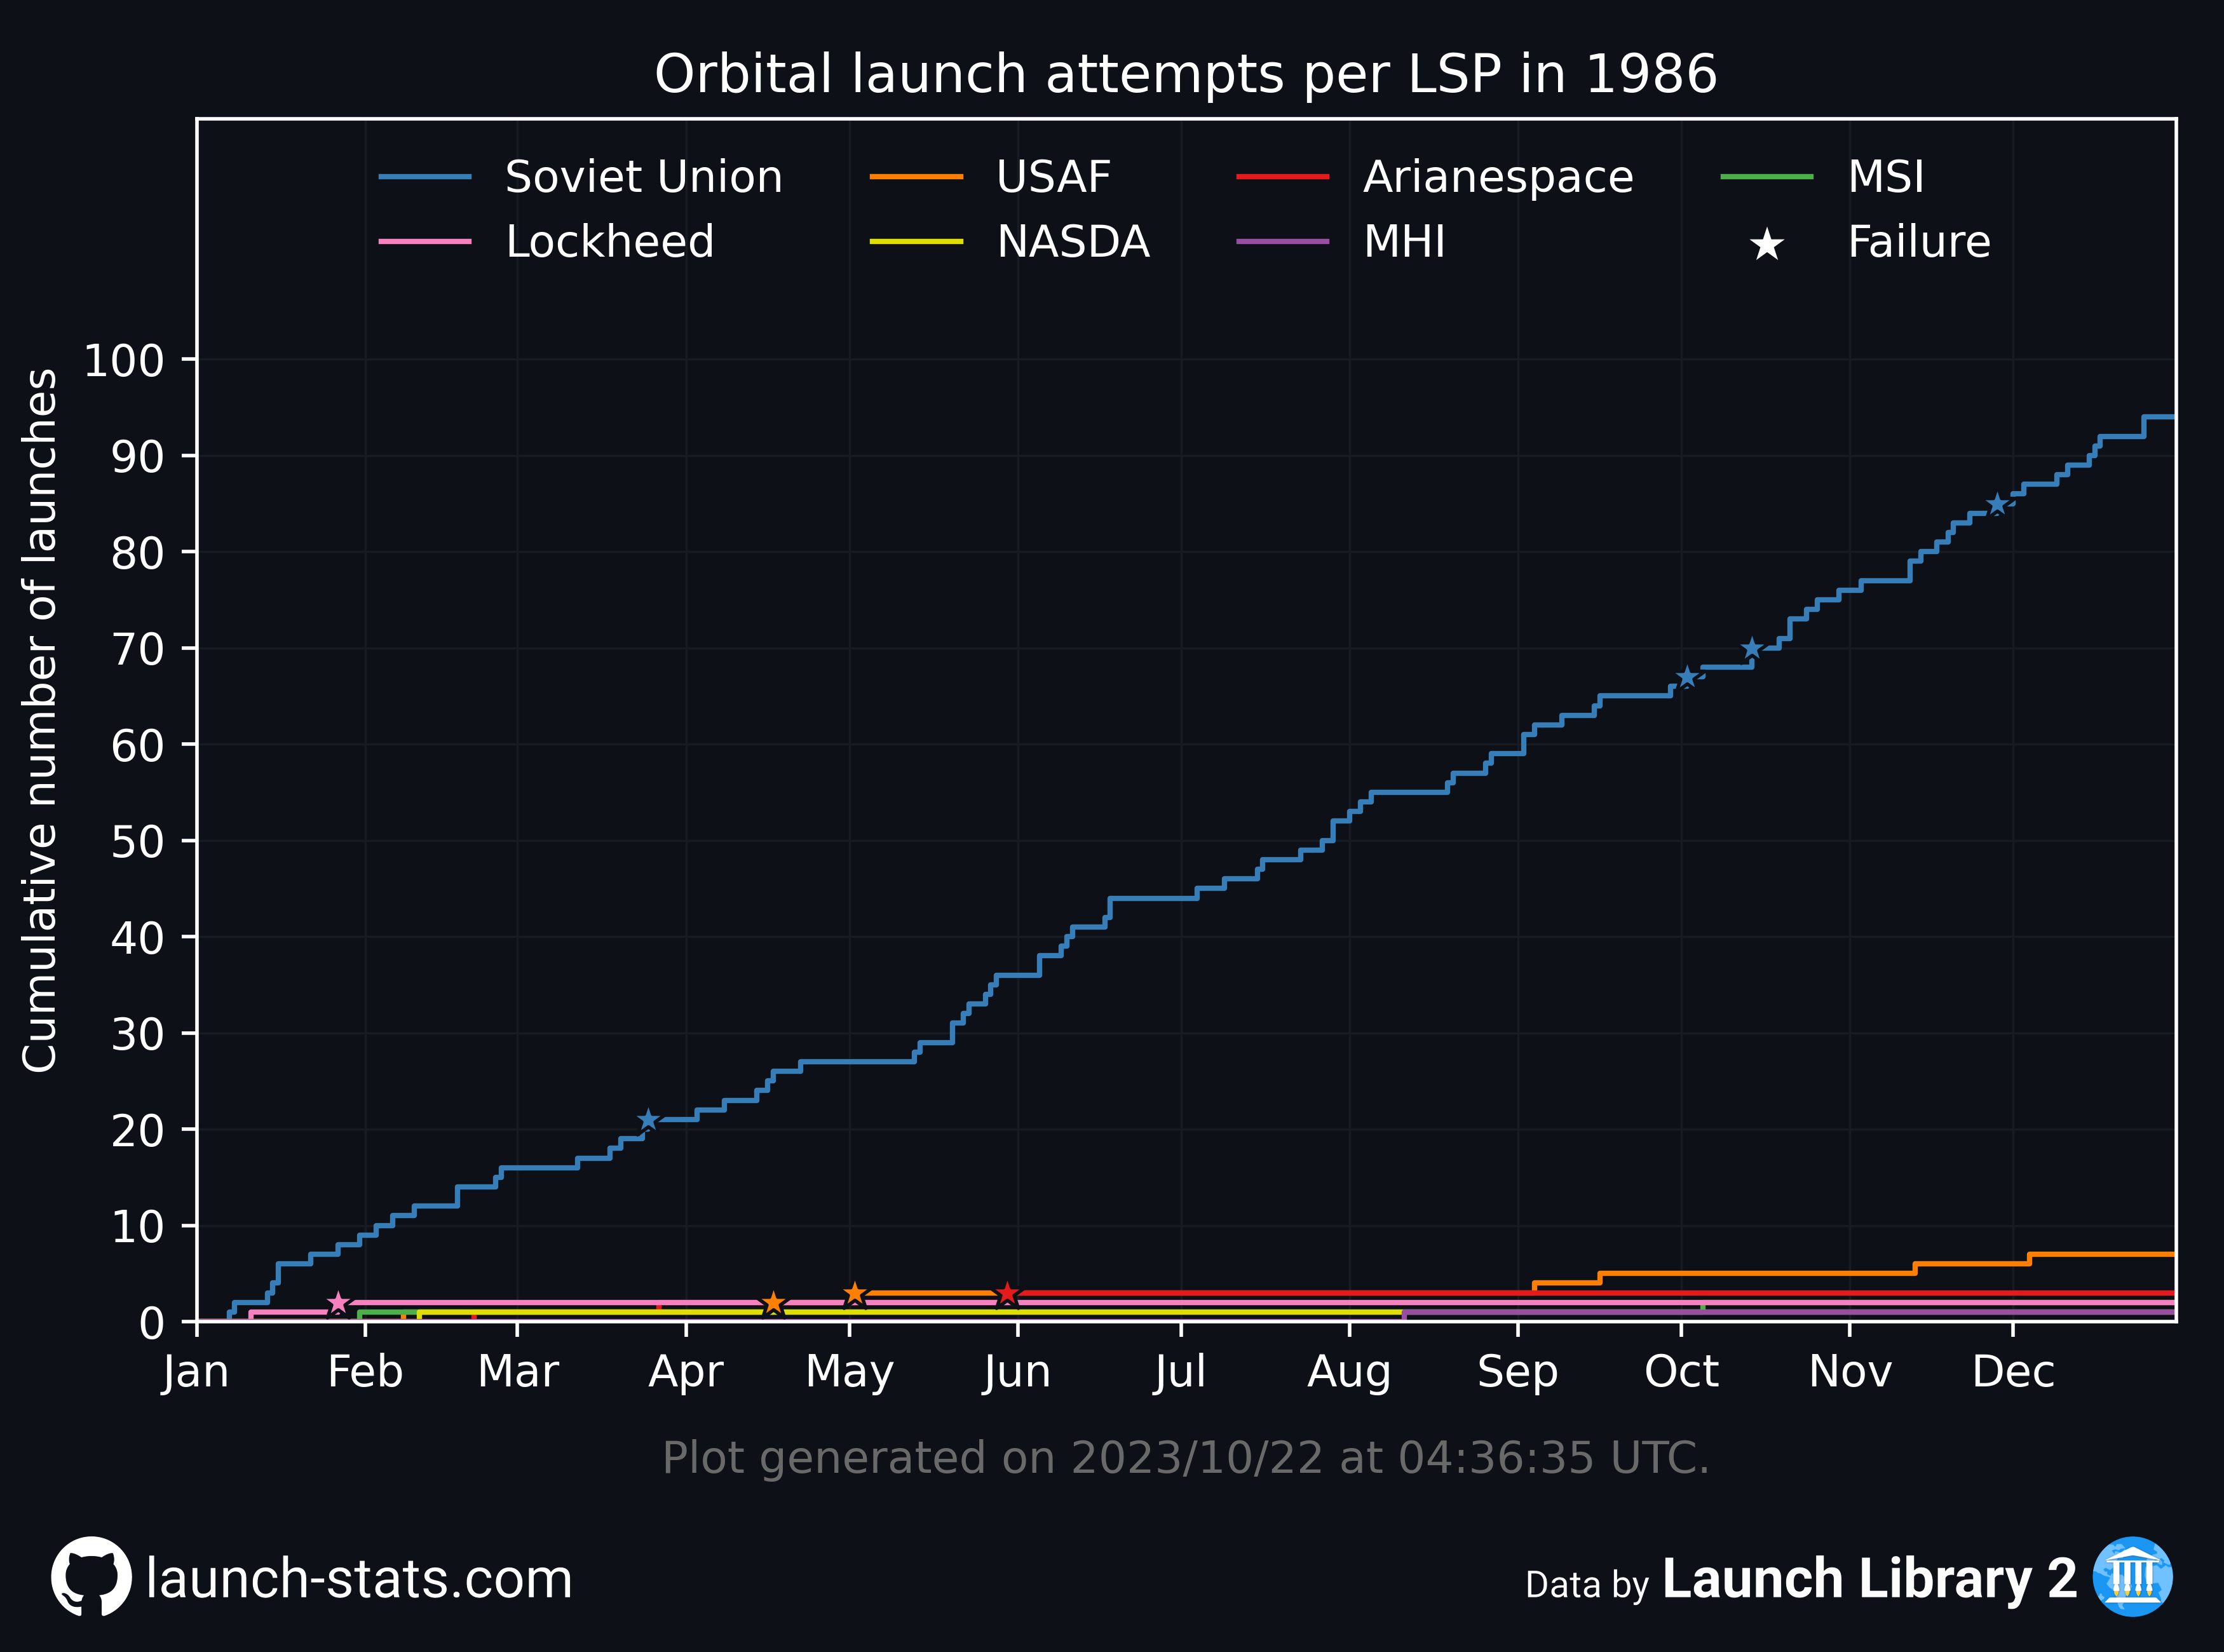 Orbital launch attempts per LSP in 1986
Soviet Union USAF Arianespace MSI
Lockheed NASDA MHI Failure
Cumulative number of launches
100
90
80
70
60
50
40
30
20
10
0
Jan Feb Mar Apr May Jun Jul Aug Sep Oct Nov Dec
Plot generated on 2023/10/22 at 04:36:35 UTC.
launch-stats.com
Data by Launch Library 2